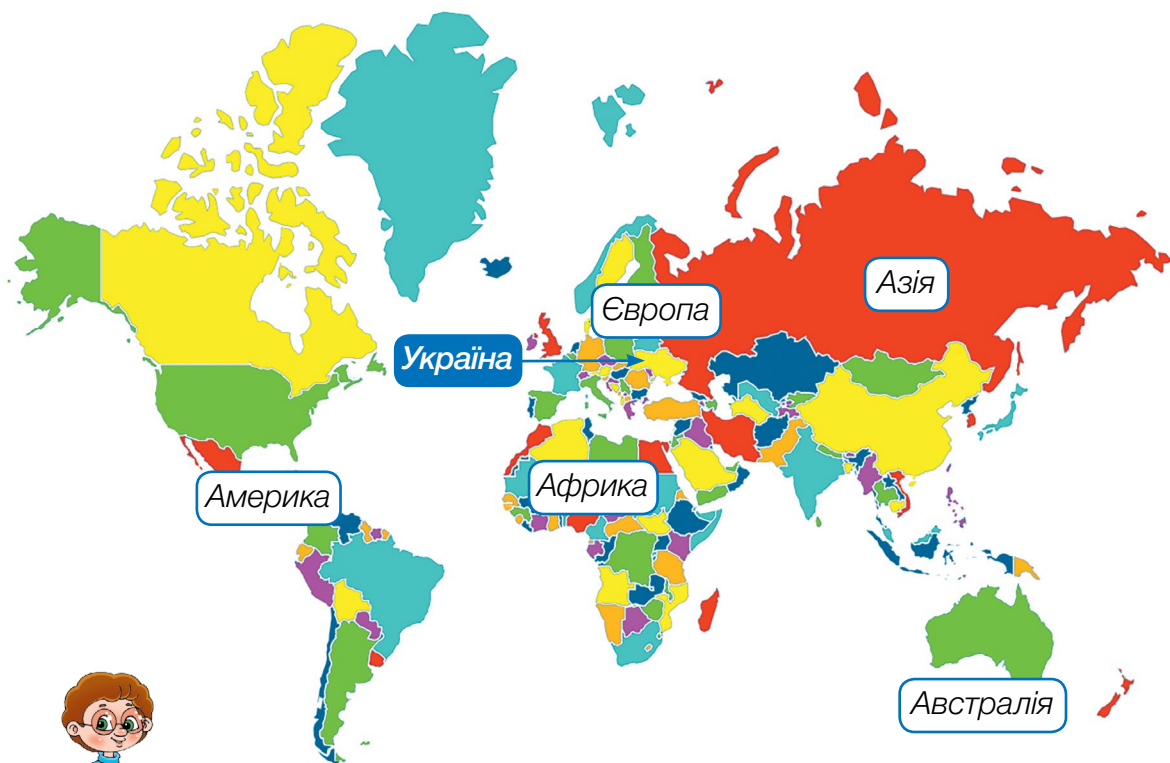 Азія
Європа
Україна
Америка
Африка
Австралія